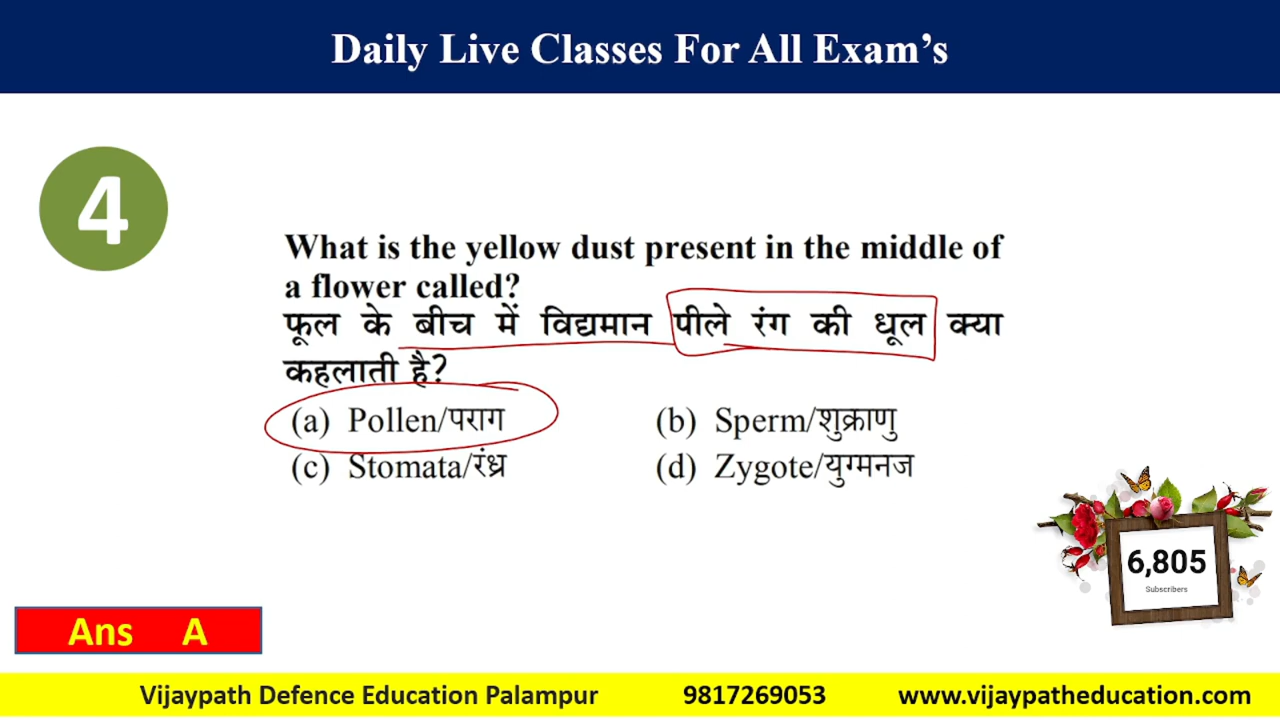 Daily Live Classes For All Exam’s
4
What is the yellow dust present in the middle of
a flower called?
फूल के बीच में विद्यमान पीले रंग की धूल क्या
कहलाती है?
(a) Pollen/पराग (b) Sperm/शुक्राणु
(c) Stomata/रंध्र (d) Zygote/युग्मनज
6,805
Subscribers
Ans A
Vijaypath Defence Education Palampur 9817269053 www.vijaypatheducation.com